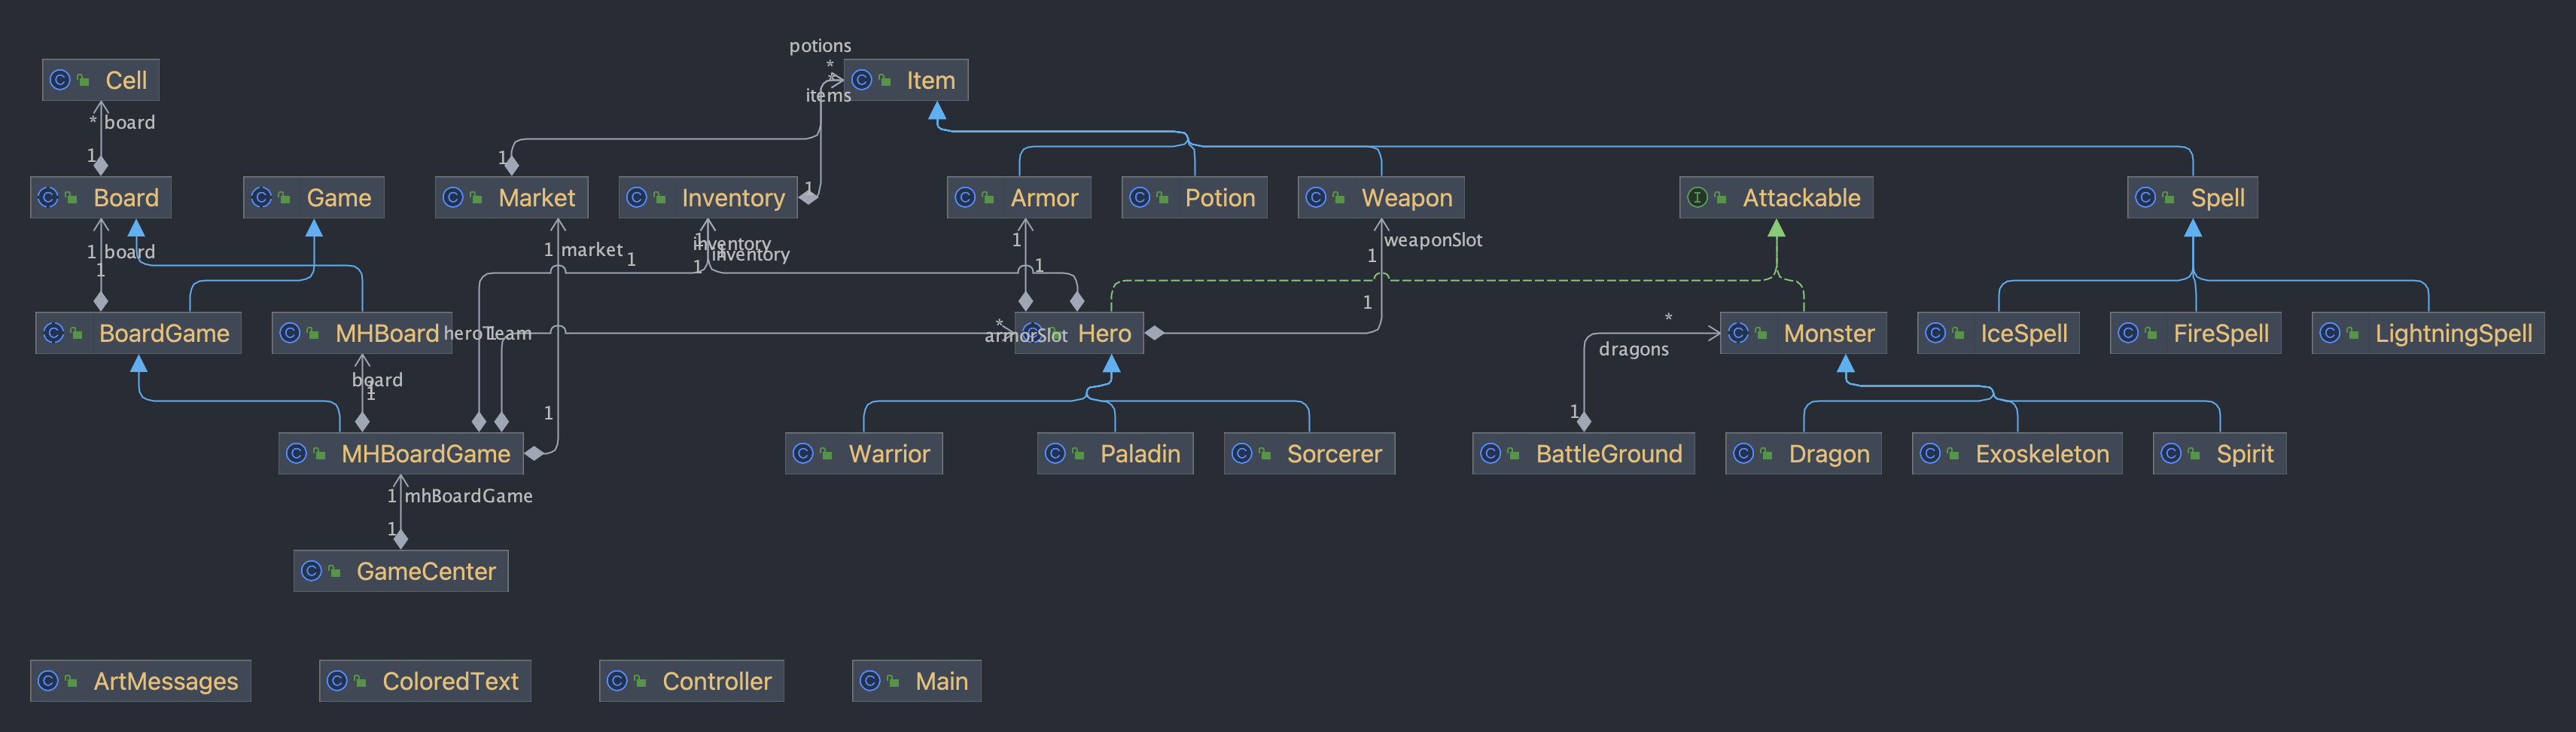 potions
*
Cell
*
Item
items
* board
1
1
Board
Game
Market
Inventory
1
Armor
Potion
Weapon
Attackable
Spell
1 board
1
1 market
1
1
inventory
1
inventory
1
1
1
weaponSlot
1
1
BoardGame
MHBoard
heroTeam
1
*
armorSlot
Hero
*
dragons
Monster
IceSpell
FireSpell
LightningSpell
board
1
1
1
1
MHBoardGame
Warrior
Paladin
Sorcerer
BattleGround
Dragon
Exoskeleton
Spirit
1 mhBoardGame
1
GameCenter
ArtMessages
ColoredText
Controller
Main